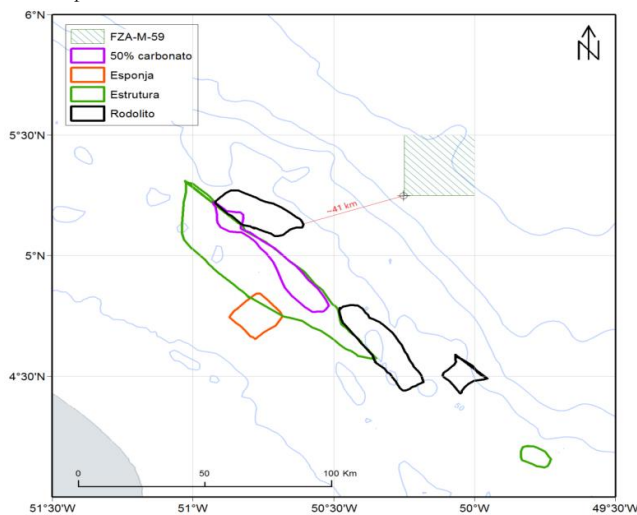 6°N
FZA-M-59
50% carbonato
Esponja
Estrutura
Rodolito
N
5°30'N
~41 km
5°N
4°30'N
0 50 100 Km
51°30'W 51°W 50°30'W 50°W 49°30'W